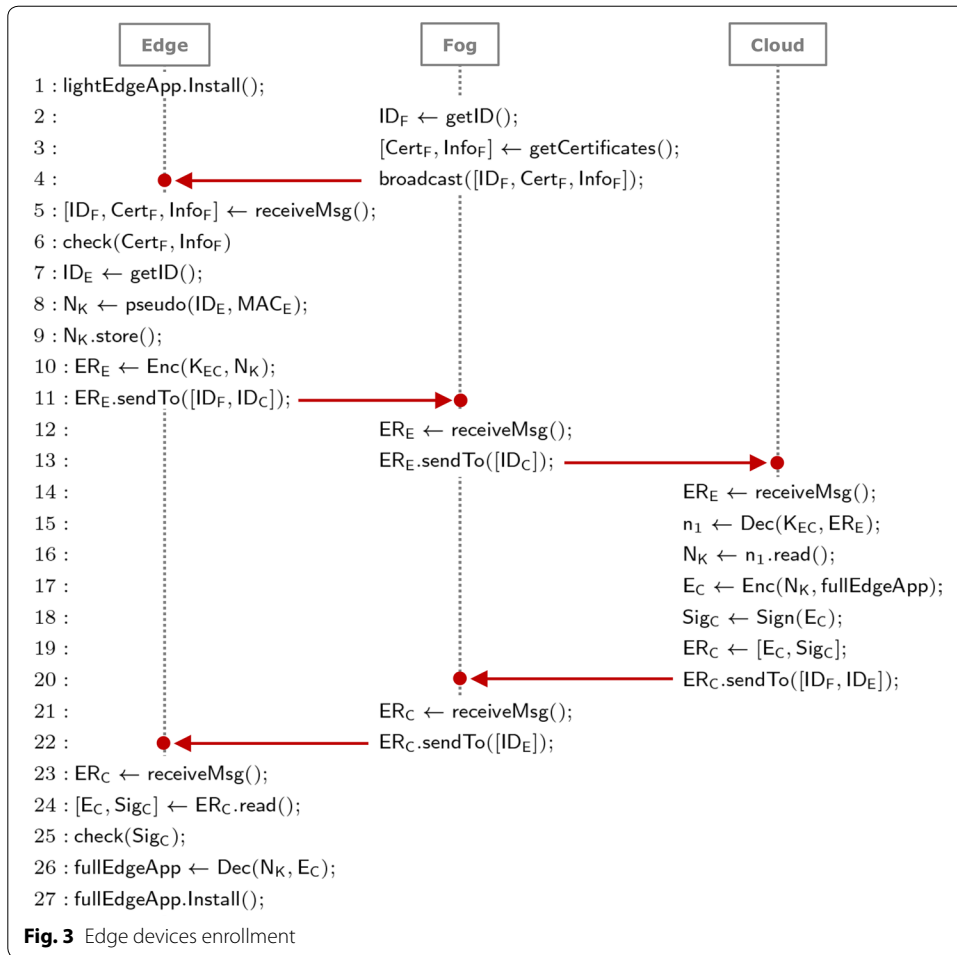 Edge Fog Cloud
1 : lightEdgeApp.Install();
2 : ID_F ← getID();
3 : [Cert_F, Info_F] ← getCertificates();
4 : broadcast([ID_F, Cert_F, Info_F]);
5 : [ID_F, Cert_F, Info_F] ← receiveMsg();
6 : check(Cert_F, Info_F)
7 : ID_E ← getID();
8 : N_K ← pseudo(ID_E, MAC_E);
9 : N_K.store();
10 : ER_E ← Enc(K_EC, N_K);
11 : ER_E.sendTo([ID_F, ID_C]);
12 : ER_E ← receiveMsg();
13 : ER_E.sendTo([ID_C]);
14 : ER_E ← receiveMsg();
15 : n_1 ← Dec(K_EC, ER_E);
16 : N_K ← n_1.read();
17 : E_C ← Enc(N_K, fullEdgeApp);
18 : Sig_C ← Sign(E_C);
19 : ER_C ← [E_C, Sig_C];
20 : ER_C.sendTo([ID_F, ID_E]);
21 : ER_C ← receiveMsg();
22 : ER_C.sendTo([ID_E]);
23 : ER_C ← receiveMsg();
24 : [E_C, Sig_C] ← ER_C.read();
25 : check(Sig_C);
26 : fullEdgeApp ← Dec(N_K, E_C);
27 : fullEdgeApp.Install();
Fig. 3 Edge devices enrollment